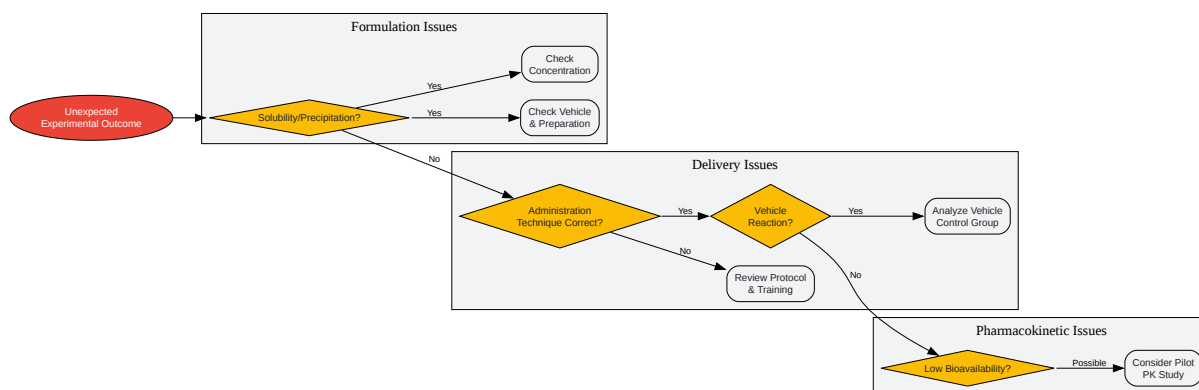 Formulation Issues
Check
Concentration
Yes
Unexpected
Experimental Outcome
Solubility/Precipitation?
Yes
Check Vehicle
& Preparation
No
Delivery Issues
Administration
Technique Correct?
Yes
Vehicle
Reaction?
Yes
Analyze Vehicle
Control Group
No
Review Protocol
& Training
No
Pharmacokinetic Issues
Low Bioavailability?
Possible
Consider Pilot
PK Study